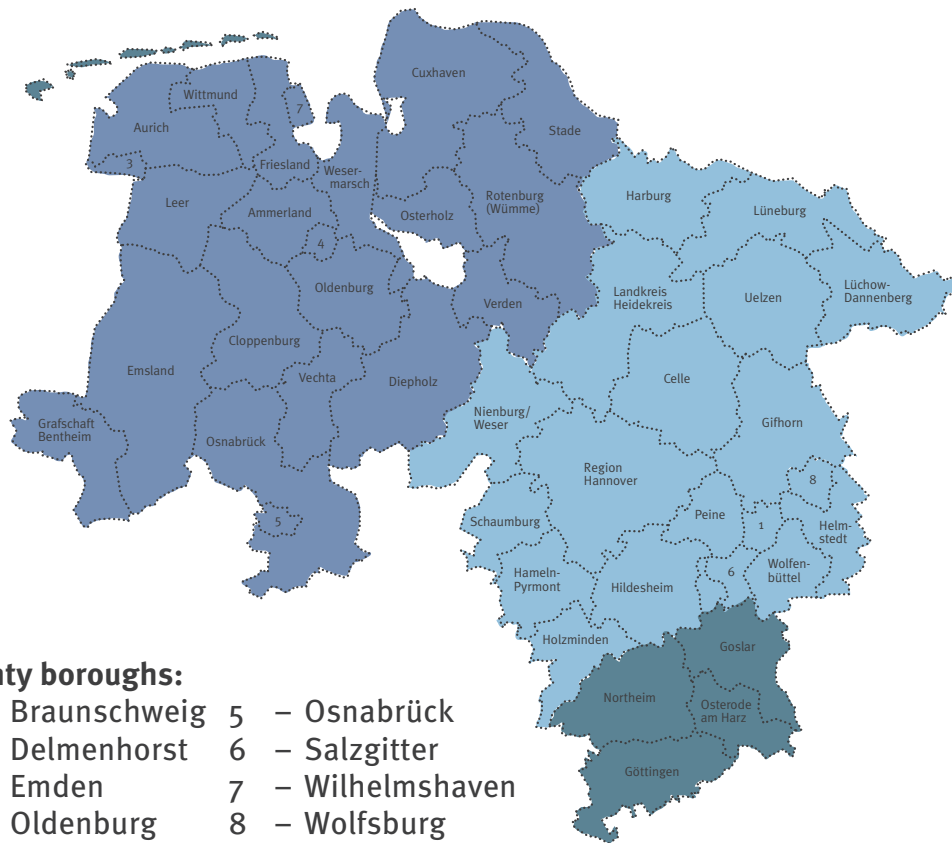 Cuxhaven
Wittmund
7
Aurich
Stade
3
Friesland
Weser-
marsch
Harburg
Leer
Ammerland
Osterholz
Rotenburg
(Wümme)
Lüneburg
4
Oldenburg
Verden
Landkreis
Heidekreis
Uelzen
Lüchow-
Dannenberg
Cloppenburg
Emsland
Vechta
Diepholz
Celle
Grafschaft
Bentheim
Osnabrück
Nienburg/
Weser
Gifhorn
Region
Hannover
8
5
Schaumburg
Peine
1
Helm-
stedt
Hameln-
Pyrmont
Hildesheim
6
Wolfen-
büttel
Holzminden
Goslar
Northeim
Osterode
am Harz
Göttingen
nty boroughs:
Braunschweig 5 – Osnabrück
Delmenhorst 6 – Salzgitter
Emden 7 – Wilhelmshaven
Oldenburg 8 – Wolfsburg